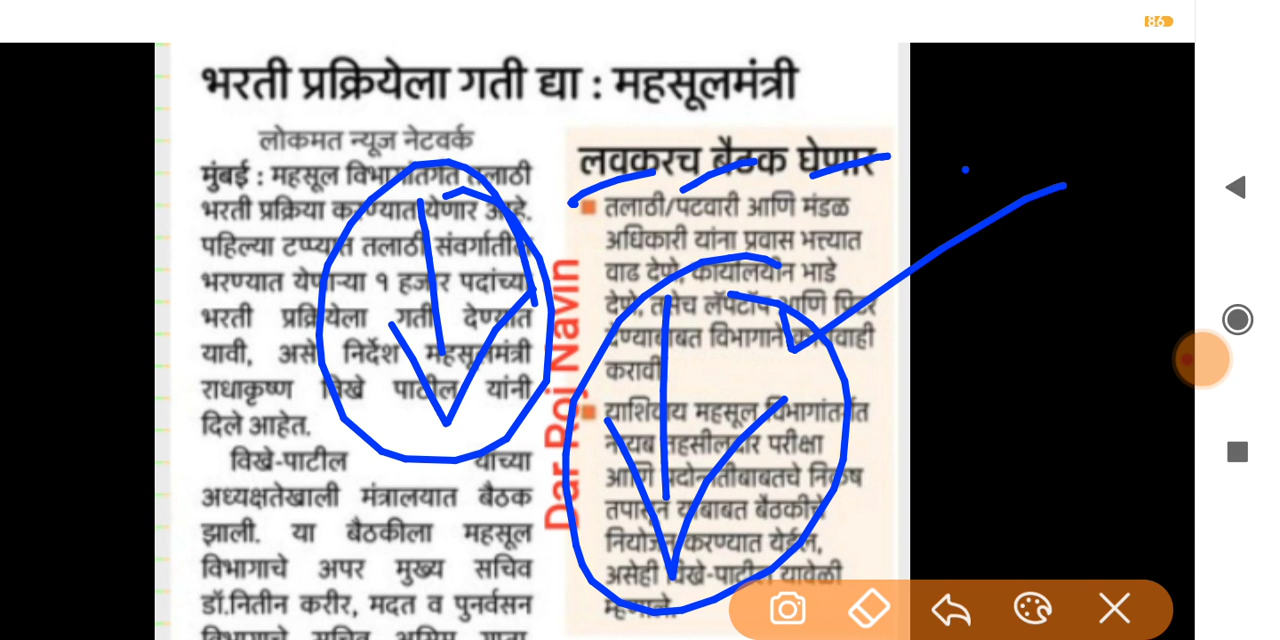 86
भरती प्रक्रियेला गती द्या : महसूलमंत्री
लोकमत न्यूज नेटवर्क
मुंबई : महसूल विभागांतर्गत तलाठी
भरती प्रक्रिया करण्यात येणार आहे.
पहिल्या टप्प्यात तलाठी संवर्गातील
भरण्यात येणाऱ्या १ हजार पदांच्या
भरती प्रक्रियेला गती देण्यात
यावी, असे निर्देश महसूलमंत्री
राधाकृष्ण विखे पाटील यांनी
दिले आहेत.
विखे-पाटील यांच्या
अध्यक्षतेखाली मंत्रालयात बैठक
झाली. या बैठकीला महसूल
विभागाचे अपर मुख्य सचिव
डॉ.नितीन करीर, मदत व पुनर्वसन
विभागाचे सचिव
लवकरच बैठक घेणार
तलाठी/पटवारी आणि मंडळ
अधिकारी यांना प्रवास भत्त्यात
वाढ देणे, कार्यालयीन भाडे
देणे, तसेच लॅपटॉप आणि प्रिंटर
देण्याबाबत विभागाने कार्यवाही
करावी
याशिवाय महसूल विभागांतर्गत
नायब तहसीलदार परीक्षा
आणि पदोन्नतीबाबतचे निकष
तपासून याबाबत बैठकीचे
नियोजन करण्यात येईल,
असेही विखे-पाटील यावेळी
म्हणाले.
Dar Roj Navin